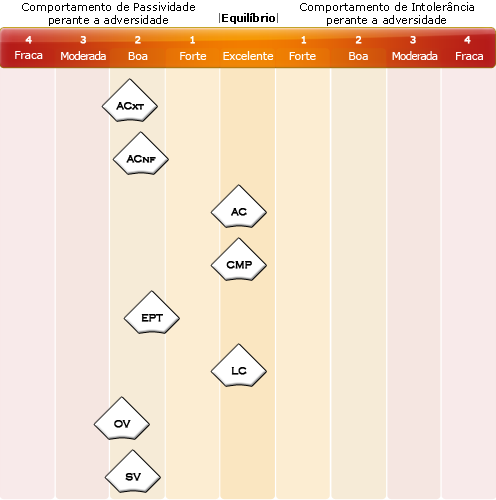 Comportamento de Passividade
perante a adversidade
|Equilíbrio|
Comportamento de Intolerância
perante a adversidade
4 3 2 1 1 2 3 4
Fraca Moderada Boa Forte Excelente Forte Boa Moderada Fraca
ACXT
ACNF
AC
CMP
EPT
LC
OV
SV